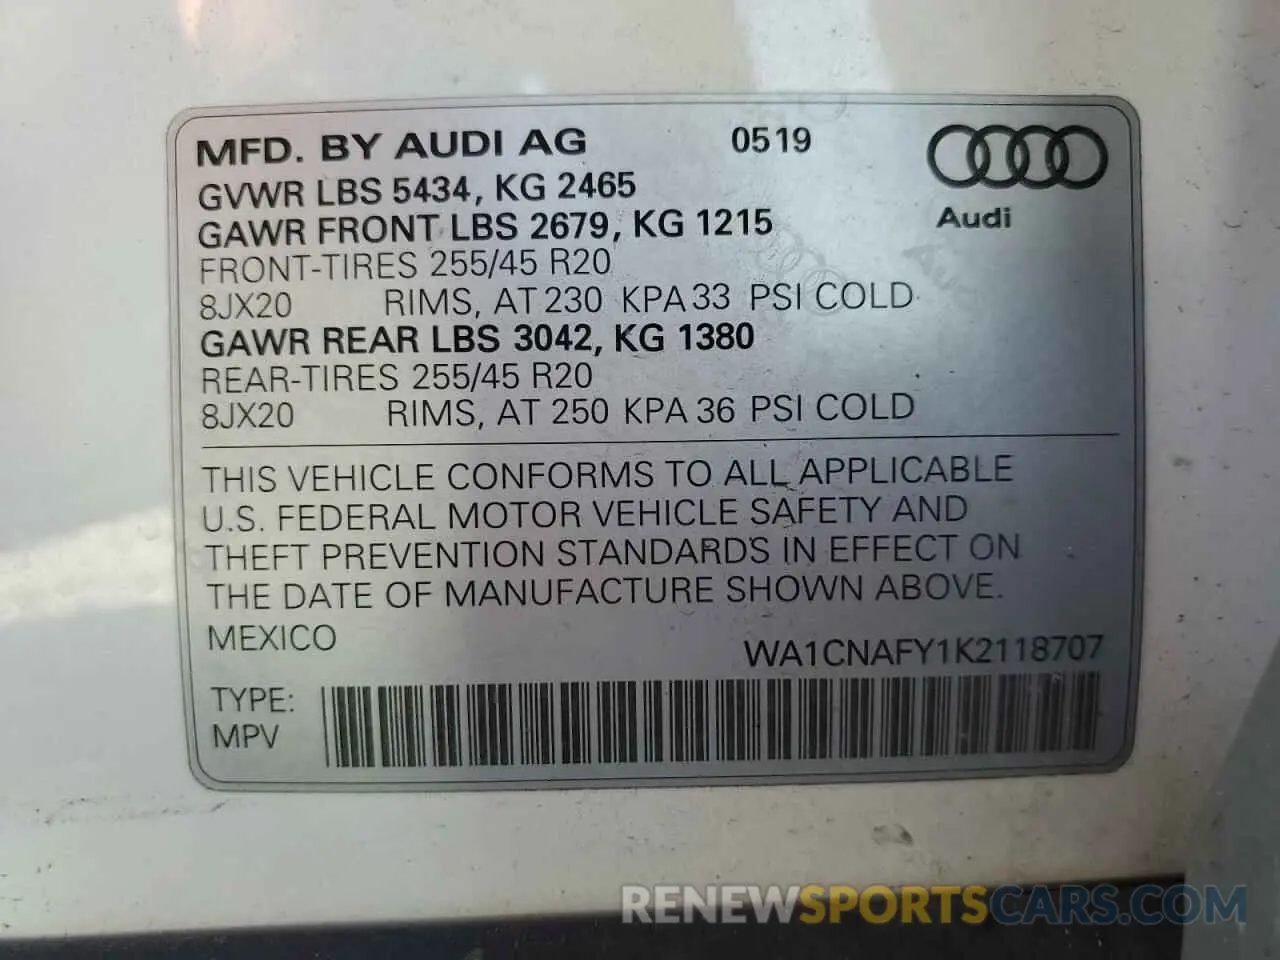 MFD. BY AUDI AG 0519
Audi
GVWR LBS 5434, KG 2465
GAWR FRONT LBS 2679, KG 1215
FRONT-TIRES 255/45 R20
8JX20 RIMS, AT 230 KPA 33 PSI COLD
GAWR REAR LBS 3042, KG 1380
REAR-TIRES 255/45 R20
8JX20 RIMS, AT 250 KPA 36 PSI COLD
THIS VEHICLE CONFORMS TO ALL APPLICABLE
U.S. FEDERAL MOTOR VEHICLE SAFETY AND
THEFT PREVENTION STANDARDS IN EFFECT ON
THE DATE OF MANUFACTURE SHOWN ABOVE.
MEXICO WA1CNAFY1K2118707
TYPE:
MPV
RENEWSPORTSCARS.COM